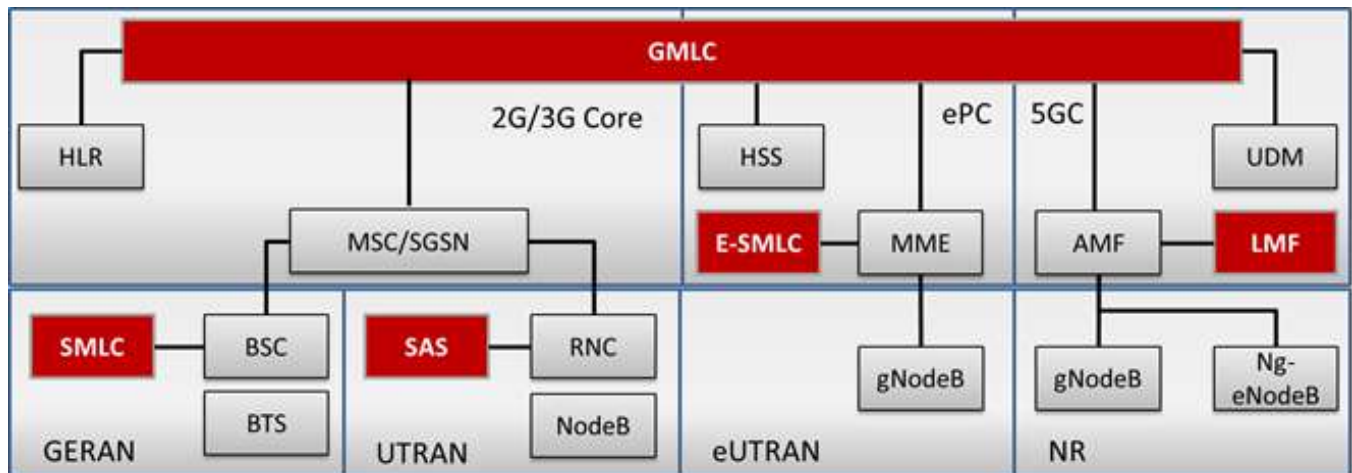 GMLC
2G/3G Core
ePC
5GC
HLR
HSS
UDM
MSC/SGSN
E-SMLC
MME
AMF
LMF
SMLC
BSC
SAS
RNC
gNodeB
gNodeB
Ng-
eNodeB
BTS
NodeB
GERAN
UTRAN
eUTRAN
NR